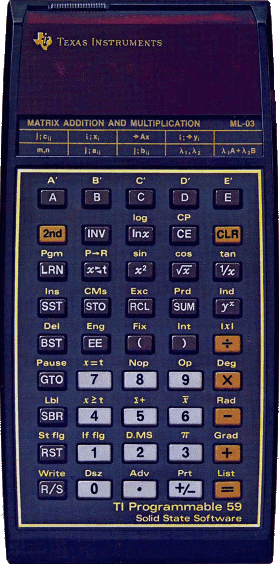 TEXAS INSTRUMENTS
MATRIX ADDITION AND MULTIPLICATION ML-03
j; cij i; xi →Ax i; →yi
m,n j; aij j; bij λ1, λ2 λ1A+λ2B
A' B' C' D' E'
A B C D E
log CP
2nd INV lnx CE CLR
Pgm P→R sin cos tan
LRN x≷t x² √x 1/x
Ins CMs Exc Prd Ind
SST STO RCL SUM yˣ
Del Eng Fix Int |x|
BST EE ( ) ÷
Pause x=t Nop Op Deg
GTO 7 8 9 X
Lbl x≥t Σ+ x̄ Rad
SBR 4 5 6 −
St flg If flg D.MS π Grad
RST 1 2 3 +
Write Dsz Adv Prt List
R/S 0 . +/− =
TI Programmable 59
Solid State Software